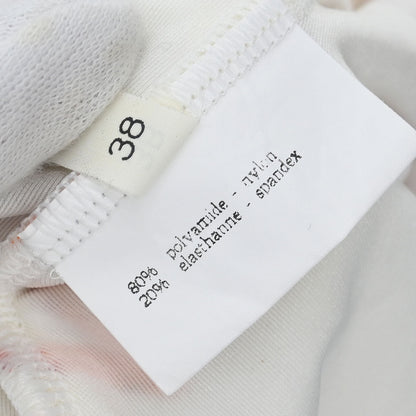 38
80% polyamide - nylon
20% elasthanne - spandex